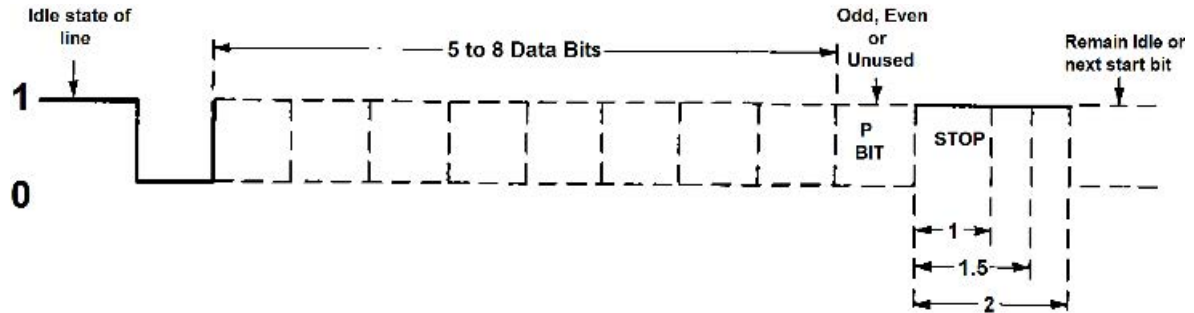 Idle state of
line
5 to 8 Data Bits
Odd, Even
or
Unused
Remain Idle or
next start bit
1
0
P
BIT
STOP
1
1.5
2